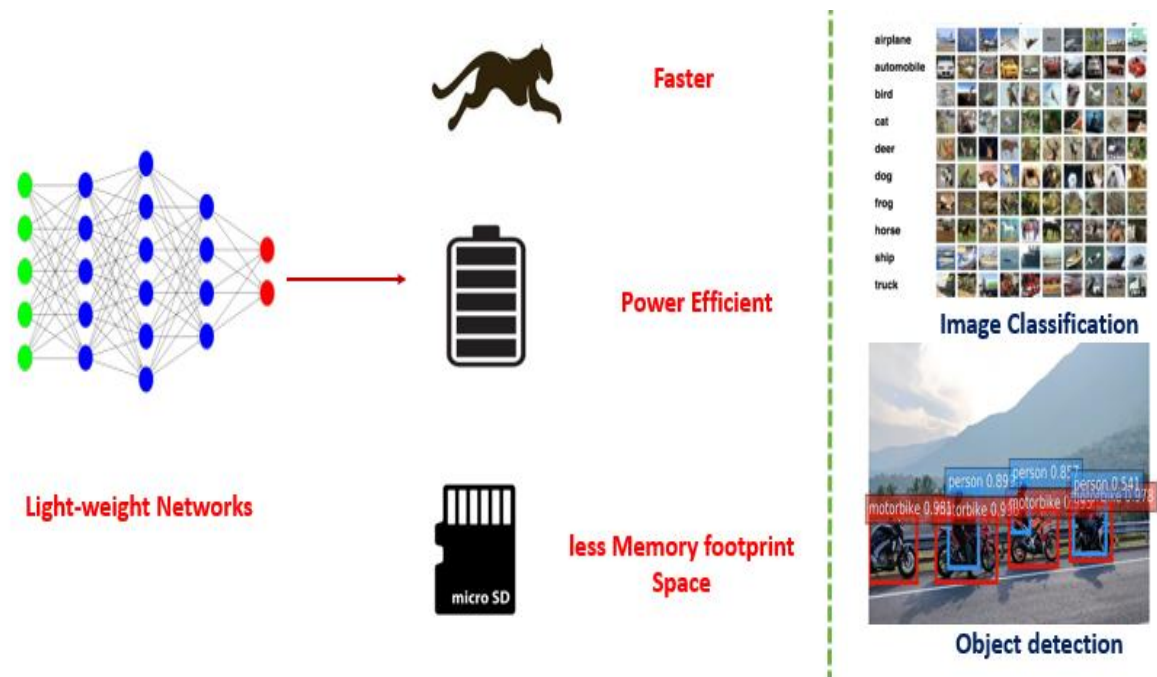 Faster
Power Efficient
Light-weight Networks
micro SD
less Memory footprint
Space
airplane
automobile
bird
cat
deer
dog
frog
horse
ship
truck
Image Classification
person 0.857
person 0.89
person 0.541
motorbike 0.981
Object detection